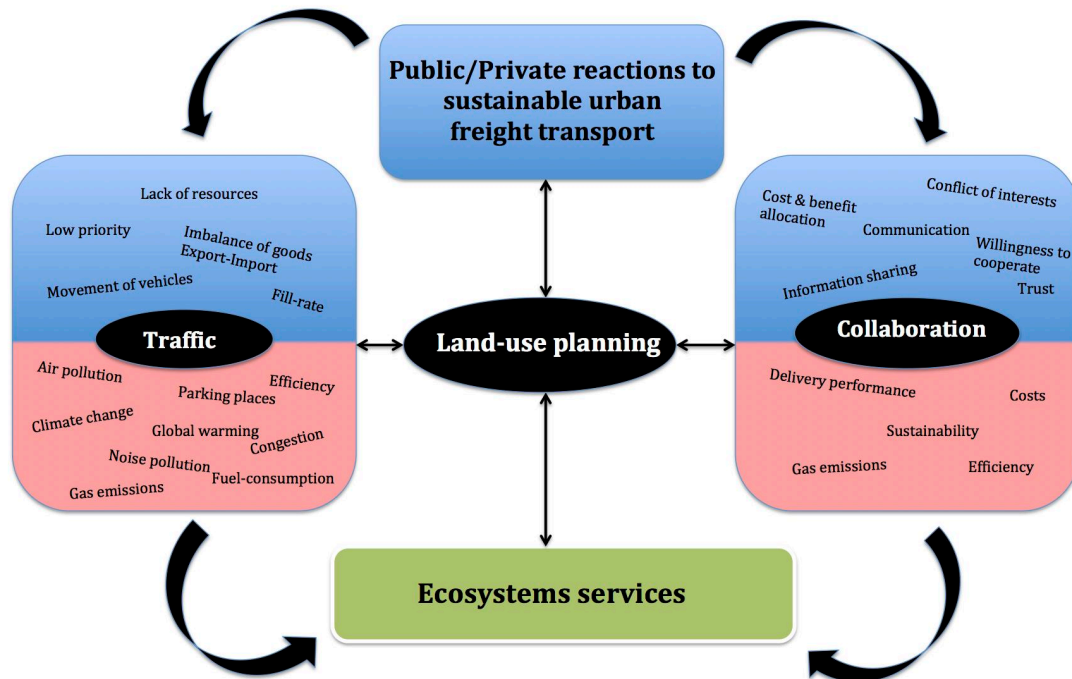 Public/Private reactions to
sustainable urban
freight transport
Lack of resources
Low priority
Imbalance of goods
Export-Import
Movement of vehicles
Fill-rate
Traffic
Air pollution
Parking places
Efficiency
Climate change
Global warming
Congestion
Noise pollution
Fuel-consumption
Gas emissions
Land-use planning
Conflict of interests
Cost & benefit
allocation
Communication
Willingness to
cooperate
Information sharing
Trust
Collaboration
Delivery performance
Costs
Sustainability
Gas emissions
Efficiency
Ecosystems services